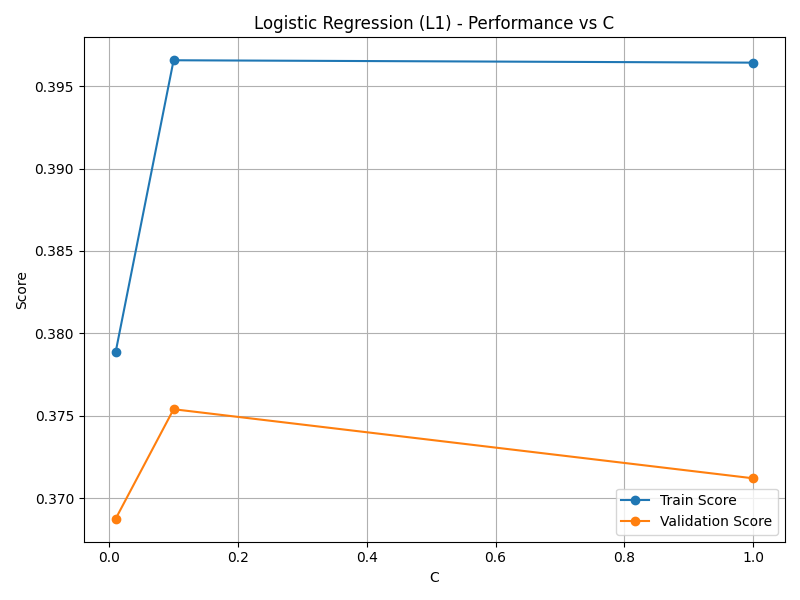 Logistic Regression (L1) - Performance vs C
Score
0.395
0.390
0.385
0.380
0.375
0.370
0.0 0.2 0.4 0.6 0.8 1.0
C
Train Score
Validation Score